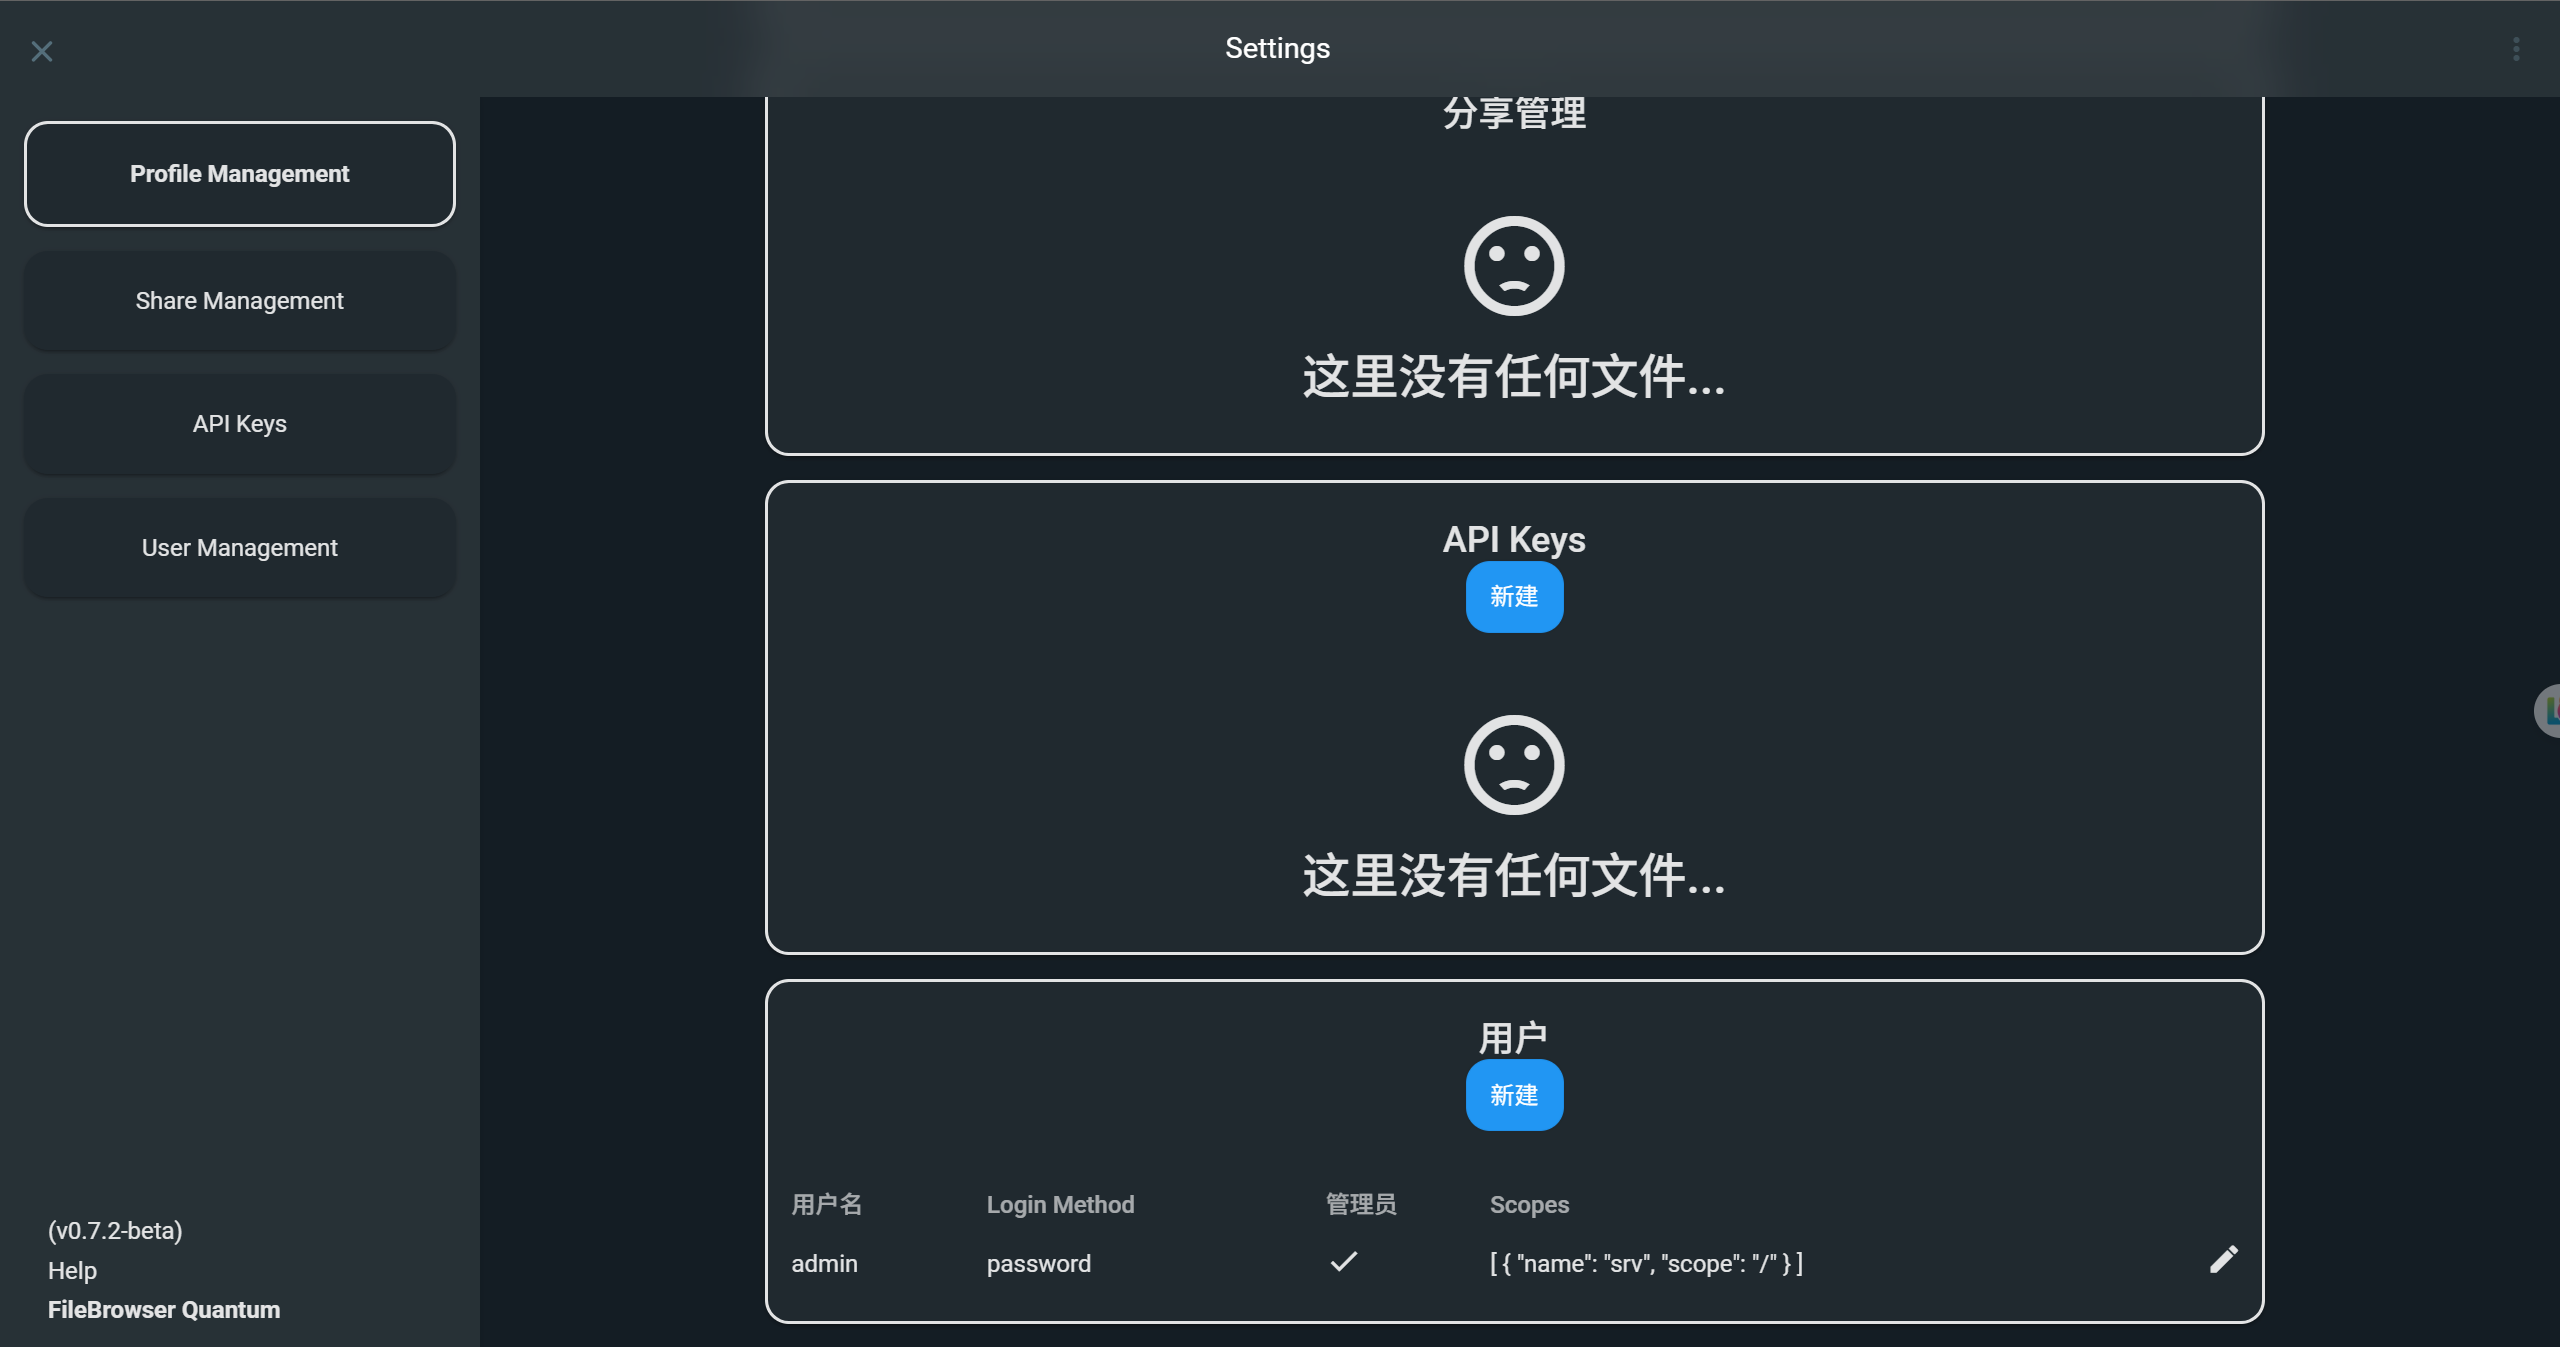 Settings
Profile Management
Share Management
API Keys
User Management
(v0.7.2-beta)
Help
FileBrowser Quantum
分享管理
这里没有任何文件...
API Keys
新建
这里没有任何文件...
用户
新建
用户名 Login Method 管理员 Scopes
admin password [ { "name": "srv", "scope": "/" } ]